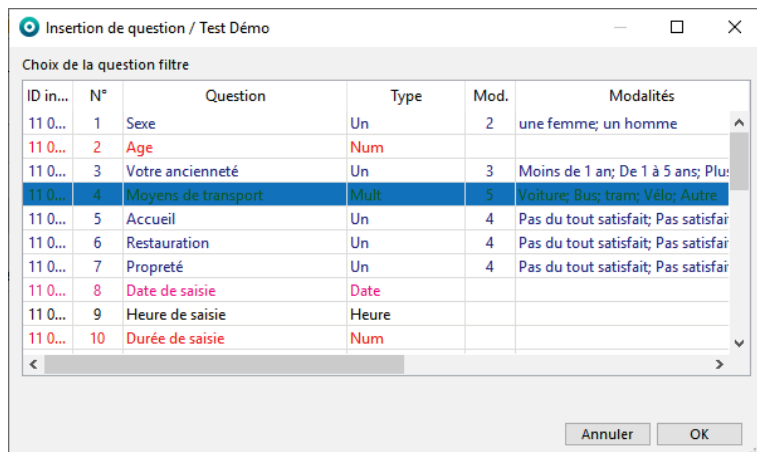 Insertion de question / Test Démo
Choix de la question filtre
ID in... N° Question Type Mod. Modalités
11 0... 1 Sexe Un 2 une femme; un homme
11 0... 2 Age Num
11 0... 3 Votre ancienneté Un 3 Moins de 1 an; De 1 à 5 ans; Plus
11 0... 4 Moyens de transport Mult 5 Voiture; Bus; tram; Vélo; Autre
11 0... 5 Accueil Un 4 Pas du tout satisfait; Pas satisfai
11 0... 6 Restauration Un 4 Pas du tout satisfait; Pas satisfai
11 0... 7 Propreté Un 4 Pas du tout satisfait; Pas satisfai
11 0... 8 Date de saisie Date
11 0... 9 Heure de saisie Heure
11 0... 10 Durée de saisie Num
Annuler OK